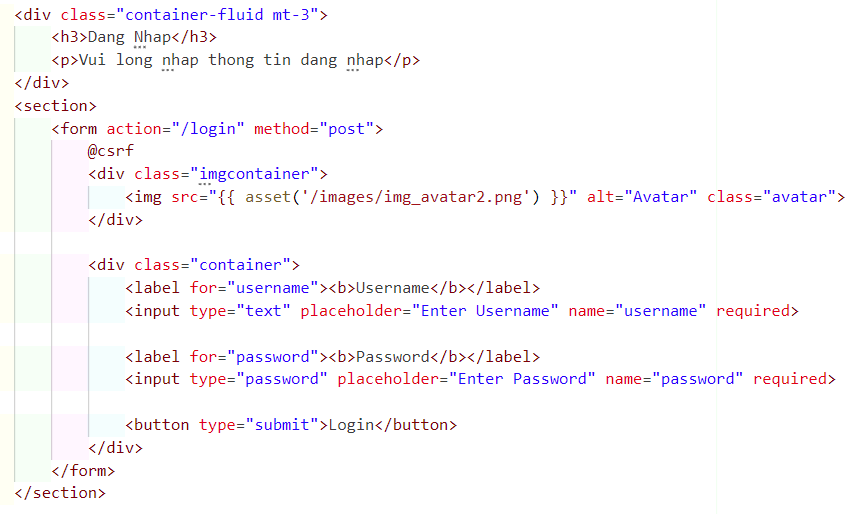 <div class="container-fluid mt-3">
<h3>Dang Nhap</h3>
<p>Vui long nhap thong tin dang nhap</p>
</div>
<section>
<form action="/login" method="post">
@csrf
<div class="imgcontainer">
<img src="{{ asset('/images/img_avatar2.png') }}" alt="Avatar" class="avatar">
</div>
<div class="container">
<label for="username"><b>Username</b></label>
<input type="text" placeholder="Enter Username" name="username" required>
<label for="password"><b>Password</b></label>
<input type="password" placeholder="Enter Password" name="password" required>
<button type="submit">Login</button>
</div>
</form>
</section>